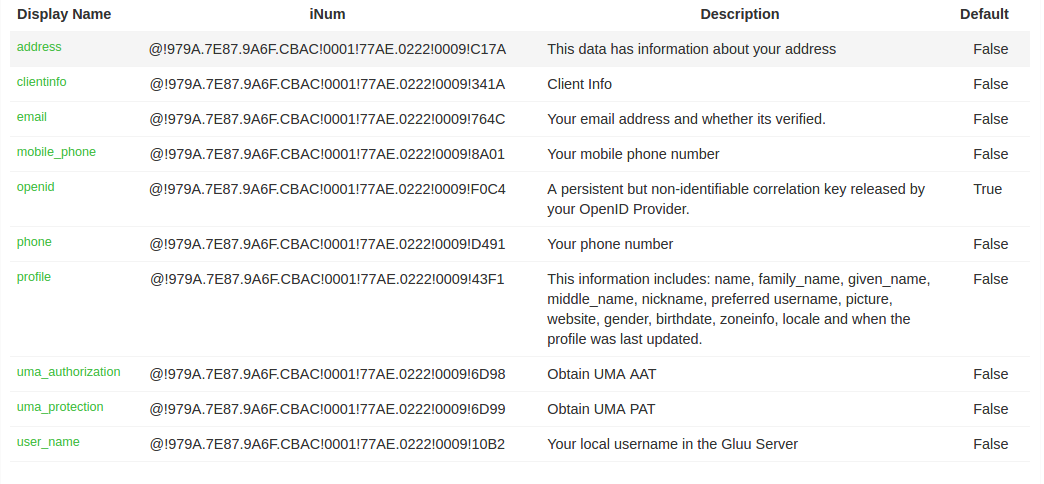 Display Name iNum Description Default
address @!979A.7E87.9A6F.CBAC!0001!77AE.0222!0009!C17A This data has information about your address False
clientinfo @!979A.7E87.9A6F.CBAC!0001!77AE.0222!0009!341A Client Info False
email @!979A.7E87.9A6F.CBAC!0001!77AE.0222!0009!764C Your email address and whether its verified. False
mobile_phone @!979A.7E87.9A6F.CBAC!0001!77AE.0222!0009!8A01 Your mobile phone number False
openid @!979A.7E87.9A6F.CBAC!0001!77AE.0222!0009!F0C4 A persistent but non-identifiable correlation key released by True
your OpenID Provider.
phone @!979A.7E87.9A6F.CBAC!0001!77AE.0222!0009!D491 Your phone number False
profile @!979A.7E87.9A6F.CBAC!0001!77AE.0222!0009!43F1 This information includes: name, family_name, given_name, False
middle_name, nickname, preferred username, picture,
website, gender, birthdate, zoneinfo, locale and when the
profile was last updated.
uma_authorization @!979A.7E87.9A6F.CBAC!0001!77AE.0222!0009!6D98 Obtain UMA AAT False
uma_protection @!979A.7E87.9A6F.CBAC!0001!77AE.0222!0009!6D99 Obtain UMA PAT False
user_name @!979A.7E87.9A6F.CBAC!0001!77AE.0222!0009!10B2 Your local username in the Gluu Server False